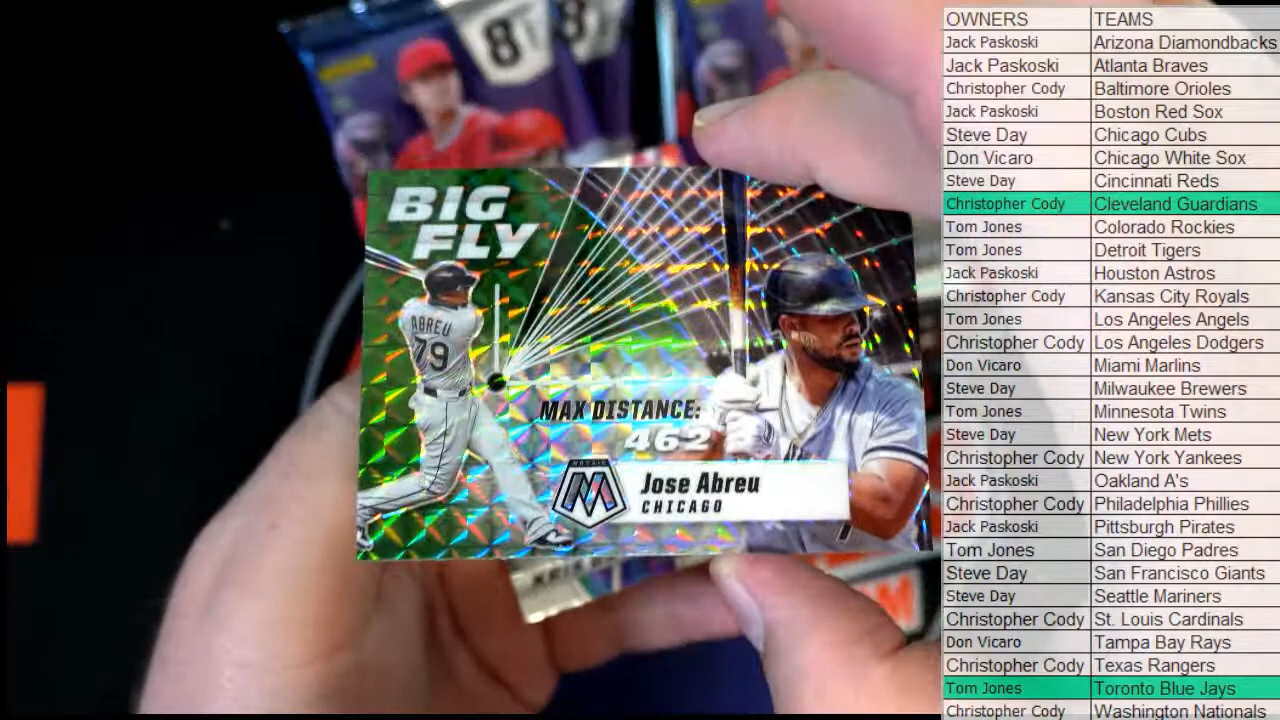 8
8
BIG
FLY
ABREU
79
MAX DISTANCE:
462
MOSAIC
Jose Abreu
CHICAGO
OWNERS TEAMS
Jack Paskoski Arizona Diamondbacks
Jack Paskoski Atlanta Braves
Christopher Cody Baltimore Orioles
Jack Paskoski Boston Red Sox
Steve Day Chicago Cubs
Don Vicaro Chicago White Sox
Steve Day Cincinnati Reds
Christopher Cody Cleveland Guardians
Tom Jones Colorado Rockies
Tom Jones Detroit Tigers
Jack Paskoski Houston Astros
Christopher Cody Kansas City Royals
Tom Jones Los Angeles Angels
Christopher Cody Los Angeles Dodgers
Don Vicaro Miami Marlins
Steve Day Milwaukee Brewers
Tom Jones Minnesota Twins
Steve Day New York Mets
Christopher Cody New York Yankees
Jack Paskoski Oakland A's
Christopher Cody Philadelphia Phillies
Jack Paskoski Pittsburgh Pirates
Tom Jones San Diego Padres
Steve Day San Francisco Giants
Steve Day Seattle Mariners
Christopher Cody St. Louis Cardinals
Don Vicaro Tampa Bay Rays
Christopher Cody Texas Rangers
Tom Jones Toronto Blue Jays
Christopher Cody Washington Nationals